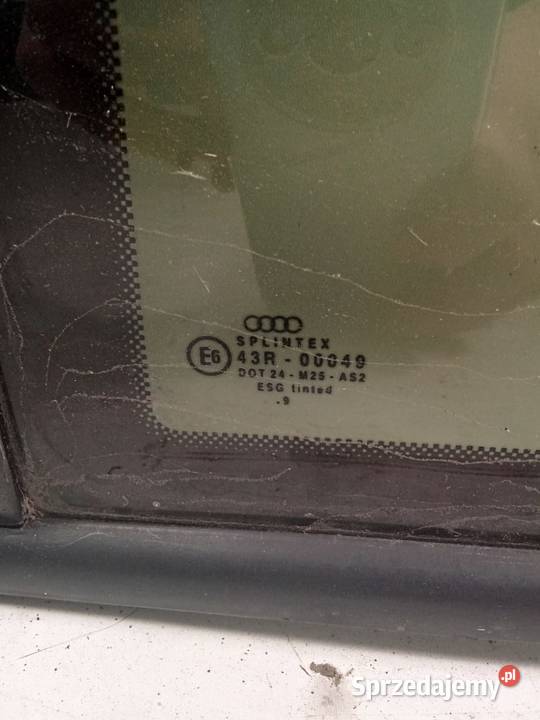 SPLINTEX
E6 43R - 00049
DOT 24 - M25 - AS2
ESG tinted
.9
Sprzedajemy.pl